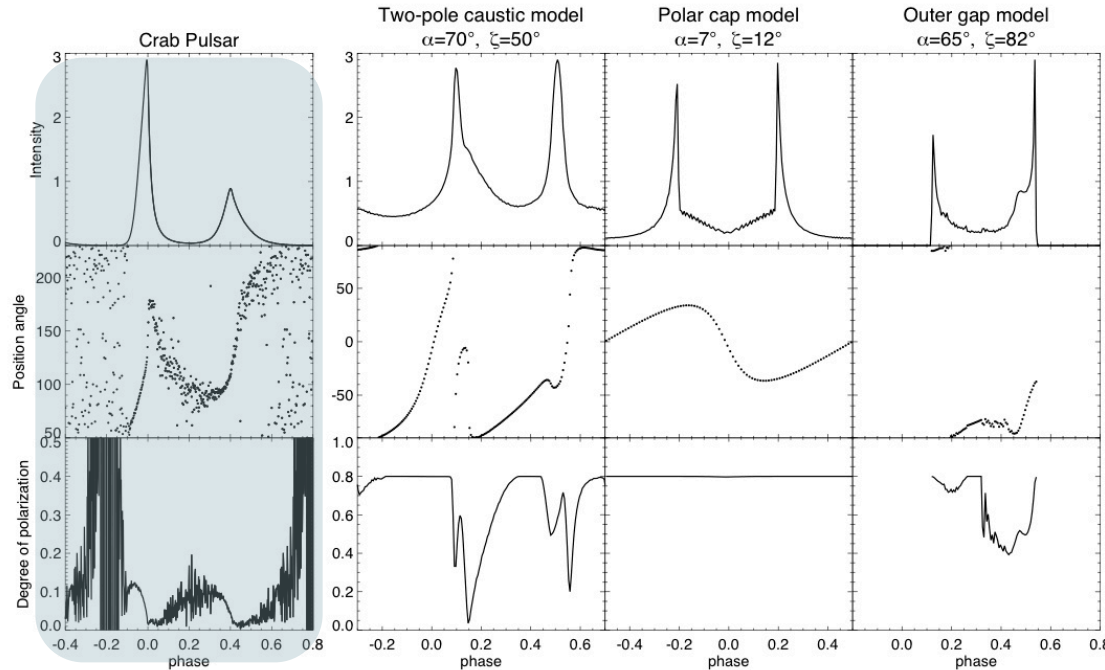 Two-pole caustic model Polar cap model Outer gap model
Crab Pulsar α=70°, ζ=50° α=7°, ζ=12° α=65°, ζ=82°
3 3
2 2
1 1
0 0
Intensity
200
150
100
50
Position angle
50
0
-50
0.5 1.0
0.4 0.8
0.3 0.6
0.2 0.4
0.1 0.2
0.0 0.0
Degree of polarization
-0.4 -0.2 0.0 0.2 0.4 0.6 0.8
phase
-0.2 0.0 0.2 0.4 0.6
phase
-0.4 -0.2 0.0 0.2 0.4
phase
0.0 0.2 0.4 0.6 0.8
phase